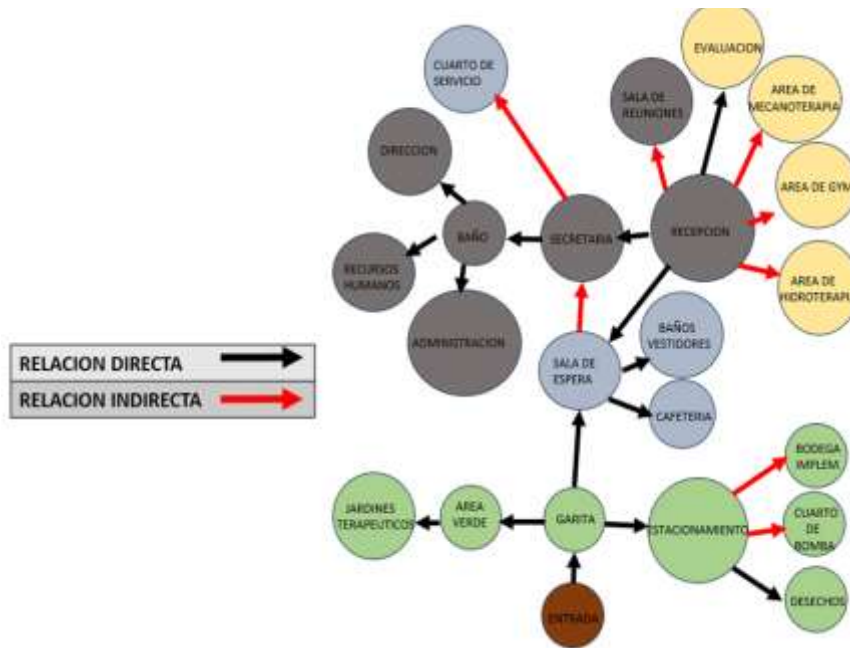 EVALUACION
CUARTO DE
SERVICIO
SALA DE
REUNIONES
AREA DE
MECANOTERAPIA
DIRECCION
AREA DE GYM
BAÑO
SECRETARIA
RECEPCION
RECURSOS
HUMANOS
AREA DE
HIDROTERAPI
ADMINISTRACION
BAÑOS
VESTIDORES
SALA DE
ESPERA
CAFETERIA
RELACION DIRECTA
RELACION INDIRECTA
BODEGA
IMPLEM.
JARDINES
TERAPEUTICOS
AREA
VERDE
GARITA
ESTACIONAMIENTO
CUARTO
DE
BOMBA
DESECHOS
ENTRADA